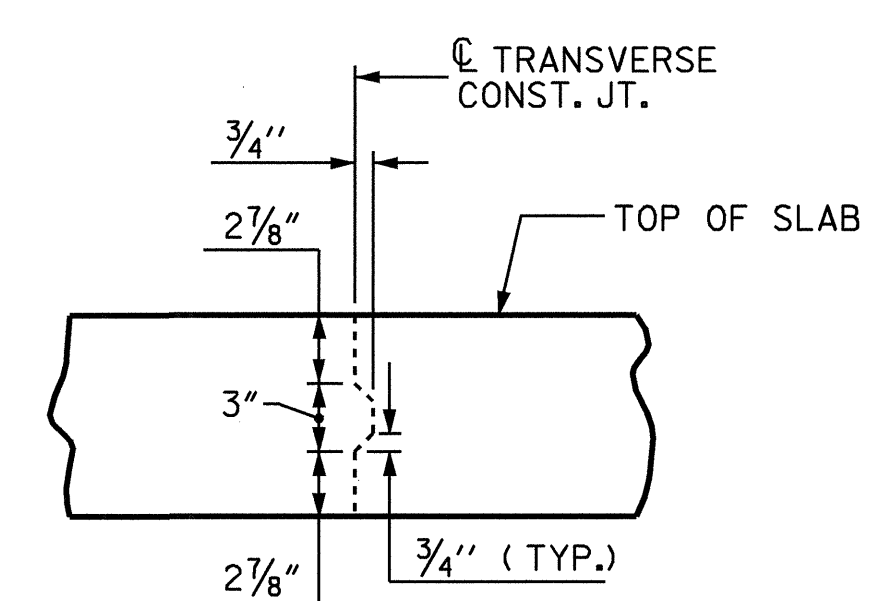 ℄ TRANSVERSE
CONST. JT.
3/4"
2 7/8"
TOP OF SLAB
3"
3/4" (TYP.)
2 7/8"